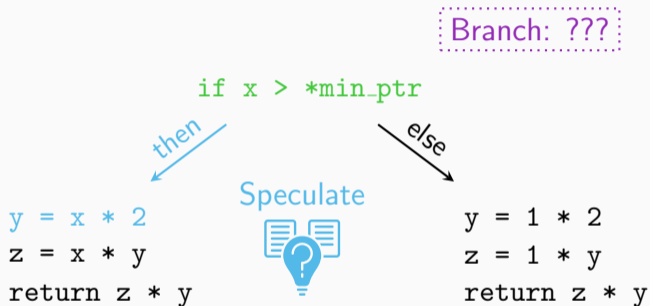 Branch: ???
if x > *min_ptr
then
else
Speculate
?
y = x * 2
z = x * y
return z * y
y = 1 * 2
z = 1 * y
return z * y